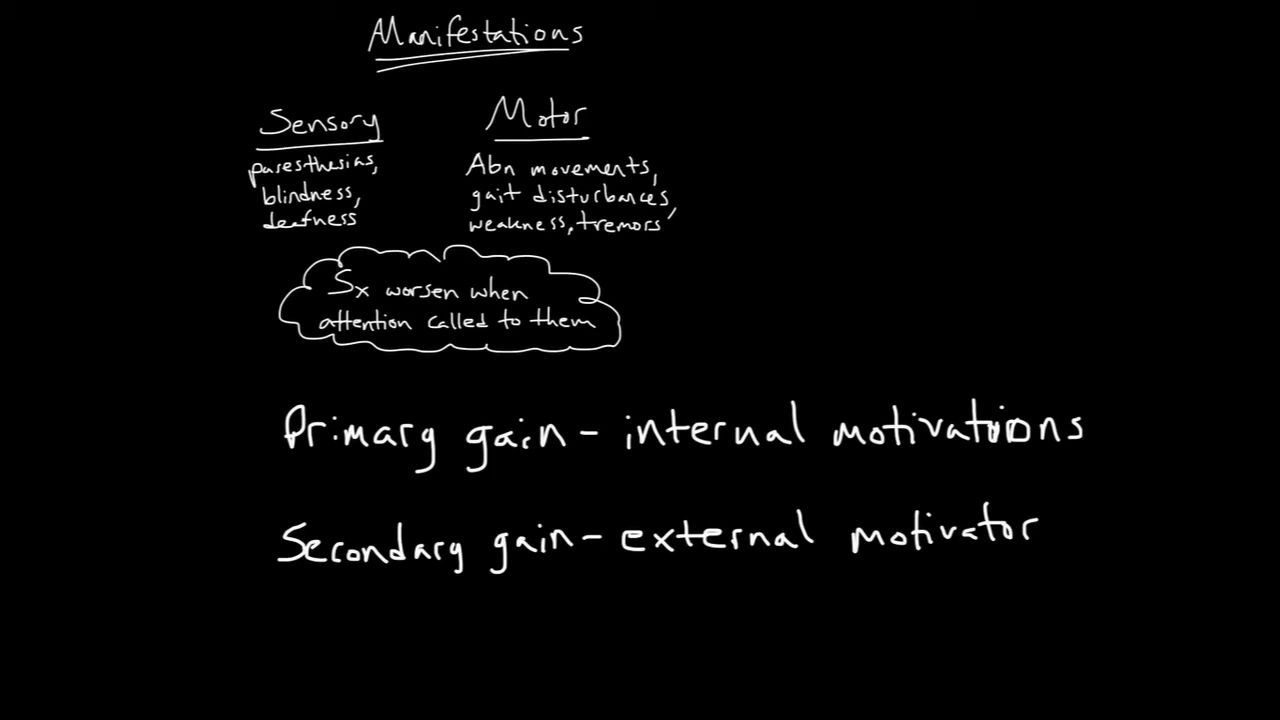 Manifestations
Sensory
paresthesias,
blindness,
deafness
Motor
Abn movements,
gait disturbances,
weakness, tremors
Sx worsen when
attention called to them
Primary gain - internal motivations
Secondary gain - external motivator